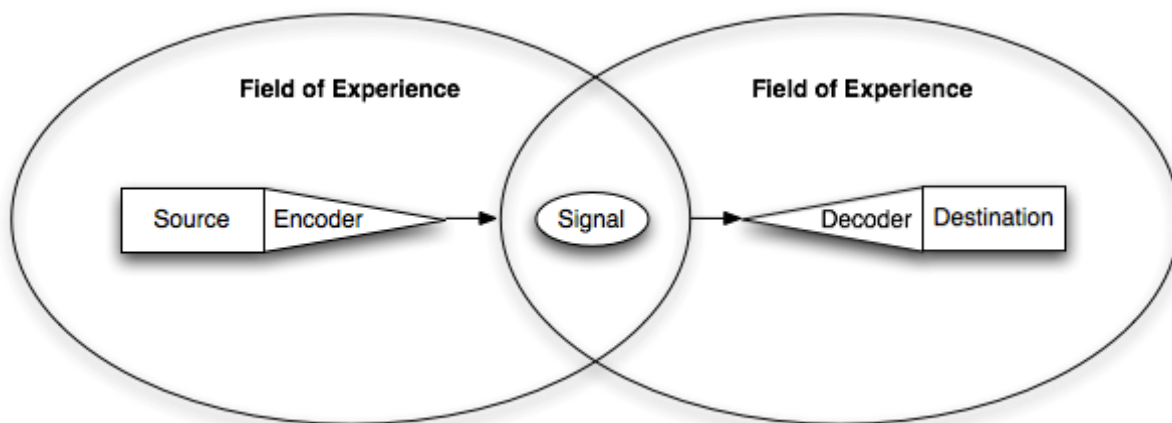 Field of Experience
Field of Experience
Source
Encoder
Signal
Decoder
Destination